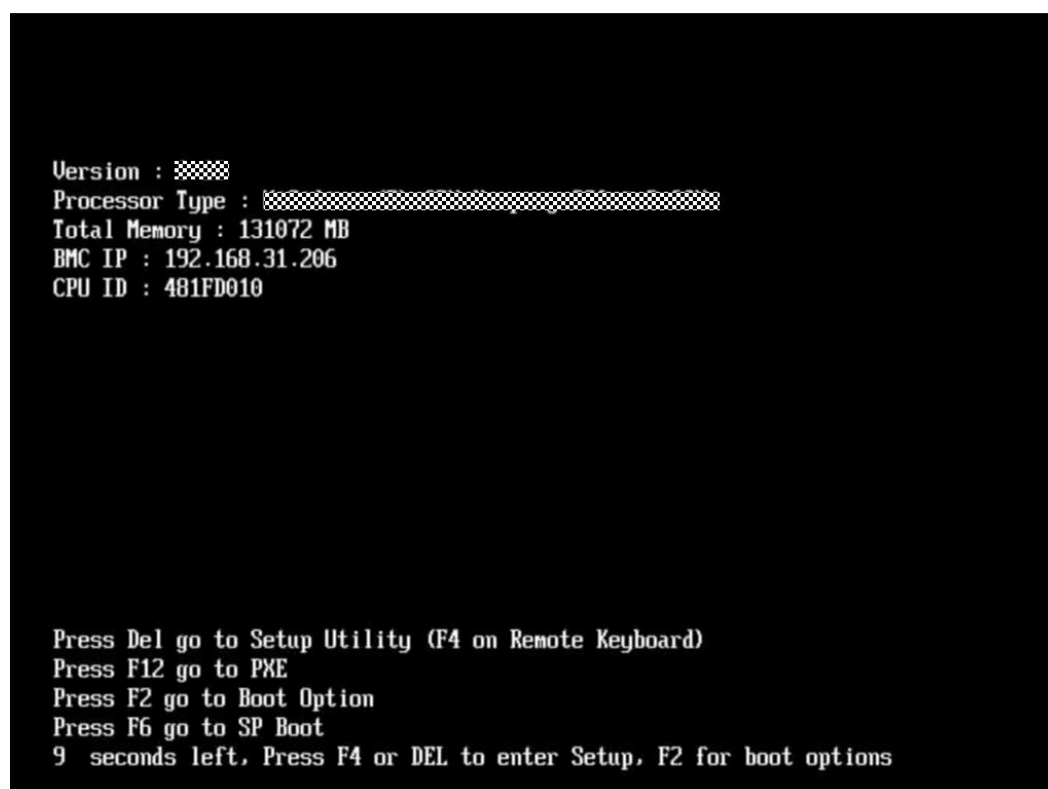 Version :
Processor Type :
Total Memory : 131072 MB
BMC IP : 192.168.31.206
CPU ID : 481FD010
Press Del go to Setup Utility (F4 on Remote Keyboard)
Press F12 go to PXE
Press F2 go to Boot Option
Press F6 go to SP Boot
9 seconds left, Press F4 or DEL to enter Setup, F2 for boot options